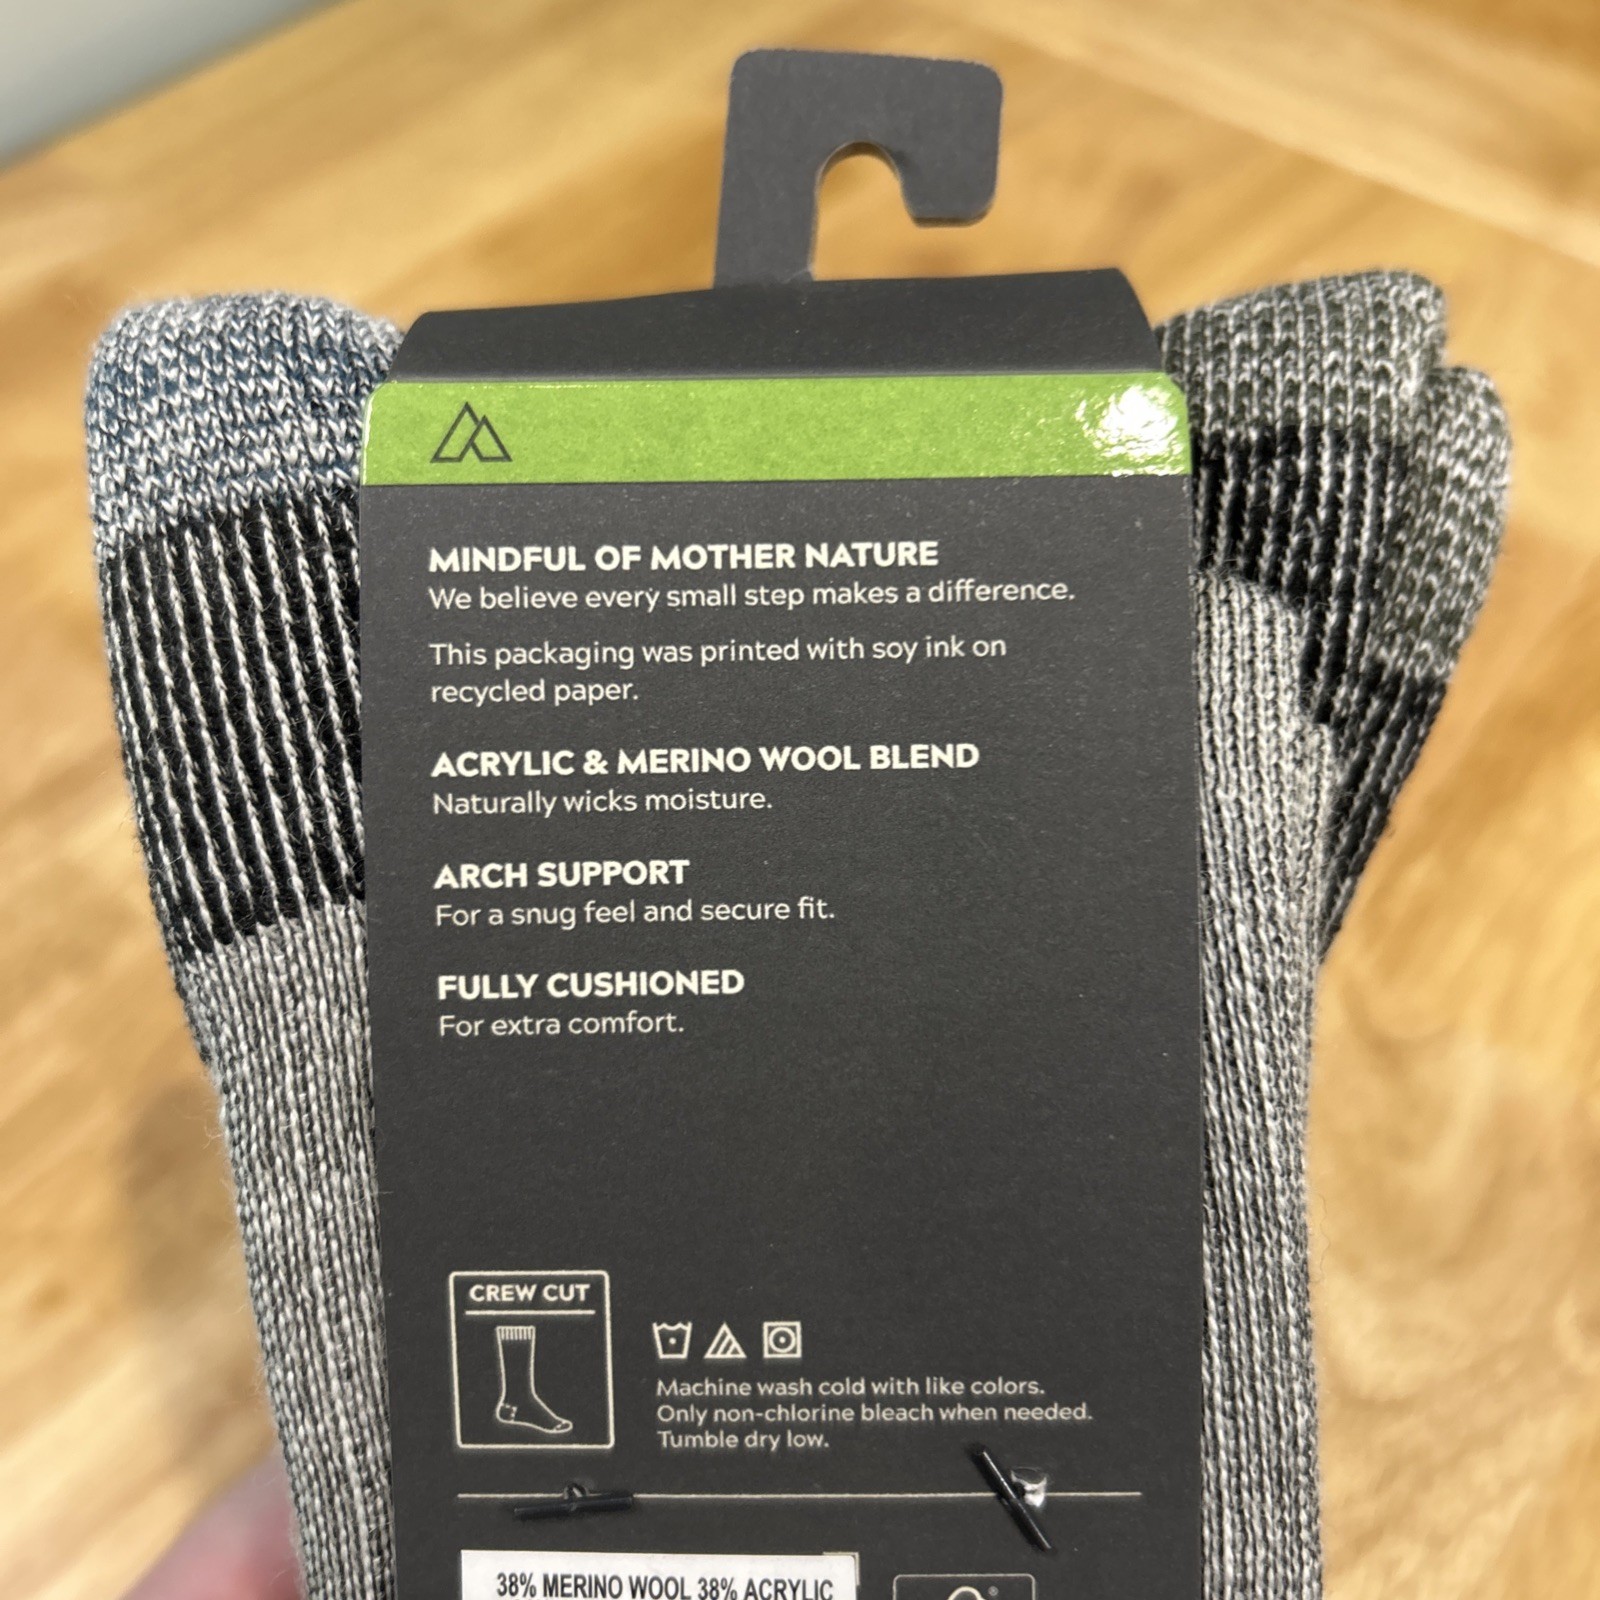 MINDFUL OF MOTHER NATURE
We believe every small step makes a difference.
This packaging was printed with soy ink on
recycled paper.
ACRYLIC & MERINO WOOL BLEND
Naturally wicks moisture.
ARCH SUPPORT
For a snug feel and secure fit.
FULLY CUSHIONED
For extra comfort.
CREW CUT
Machine wash cold with like colors.
Only non-chlorine bleach when needed.
Tumble dry low.
38% MERINO WOOL 38% ACRYLIC
®